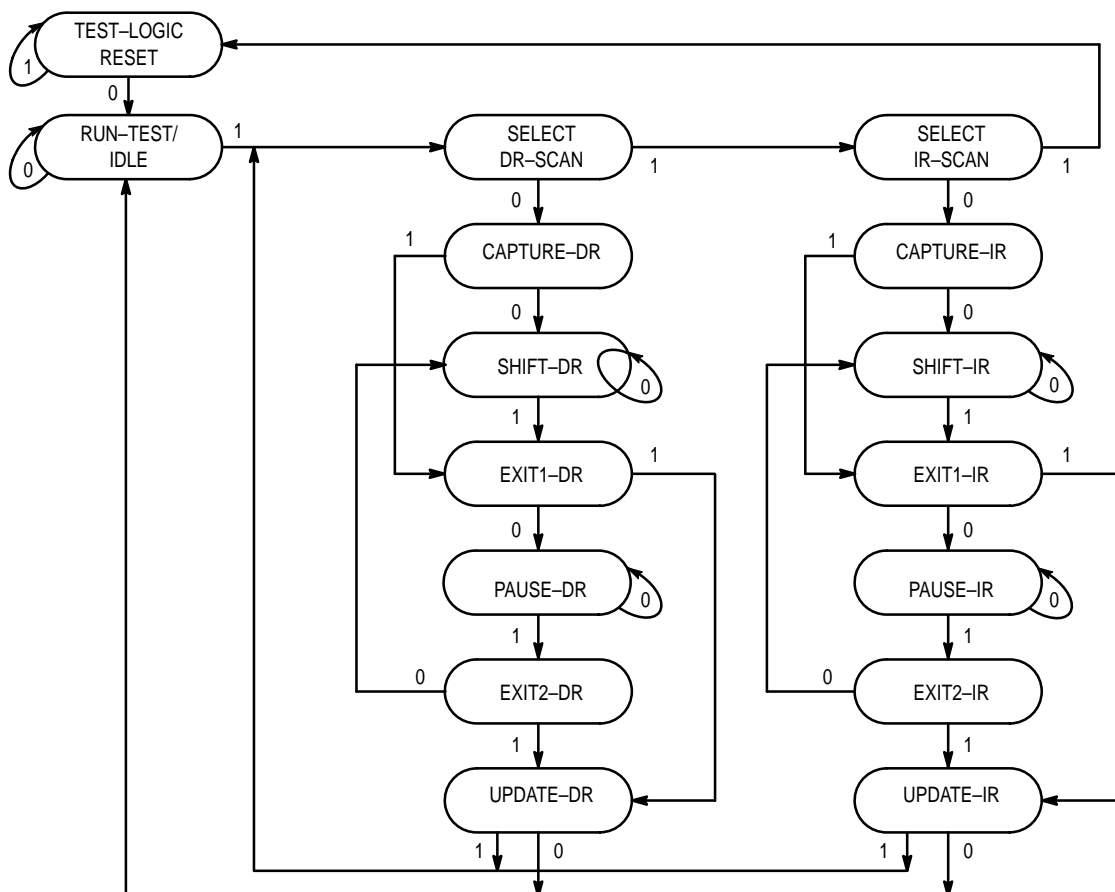 TEST–LOGIC
RESET
1
0
RUN–TEST/
IDLE
0
1
SELECT
DR–SCAN
1
SELECT
IR–SCAN
1
0
0
1
CAPTURE–DR
1
CAPTURE–IR
0
0
SHIFT–DR
0
SHIFT–IR
0
1
1
EXIT1–DR
1
EXIT1–IR
1
0
0
PAUSE–DR
0
PAUSE–IR
0
1
1
0
EXIT2–DR
0
EXIT2–IR
1
1
UPDATE–DR
UPDATE–IR
1
0
1
0